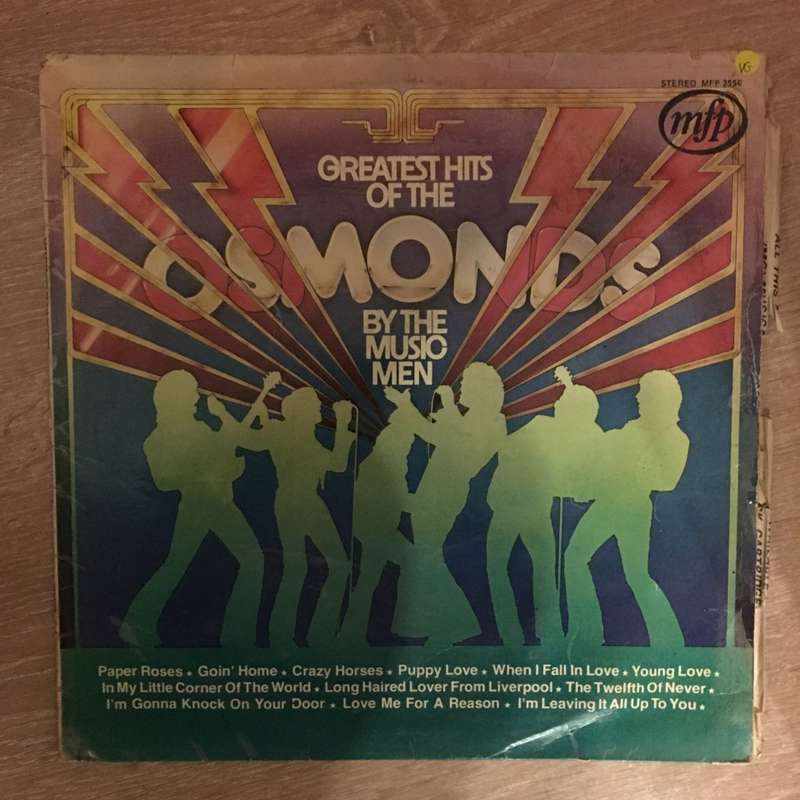 VG
STEREO MFP
mfp
GREATEST HITS
OF THE
OSMONDS
BY THE
MUSIC
MEN
Paper Roses ★ Goin' Home ★ Crazy Horses ★ Puppy Love ★ When I Fall In Love ★ Young Love ★
In My Little Corner Of The World ★ Long Haired Lover From Liverpool ★ The Twelfth Of Never ★
I'm Gonna Knock On Your Door ★ Love Me For A Reason ★ I'm Leaving It All Up To You ★
ALL THIS